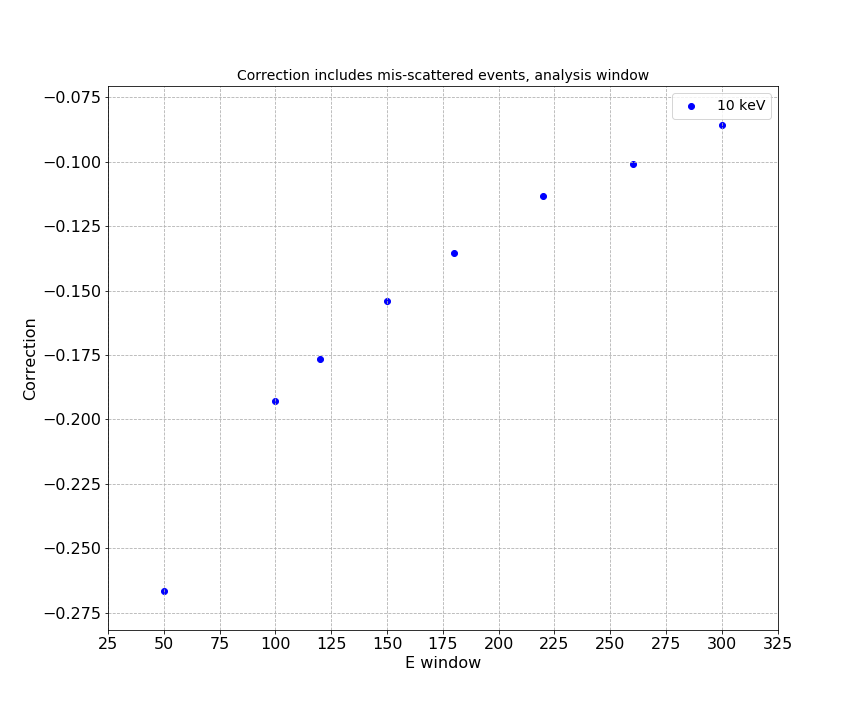 Correction includes mis-scattered events, analysis window
10 keV
Correction
−0.075
−0.100
−0.125
−0.150
−0.175
−0.200
−0.225
−0.250
−0.275
25 50 75 100 125 150 175 200 225 250 275 300 325
E window